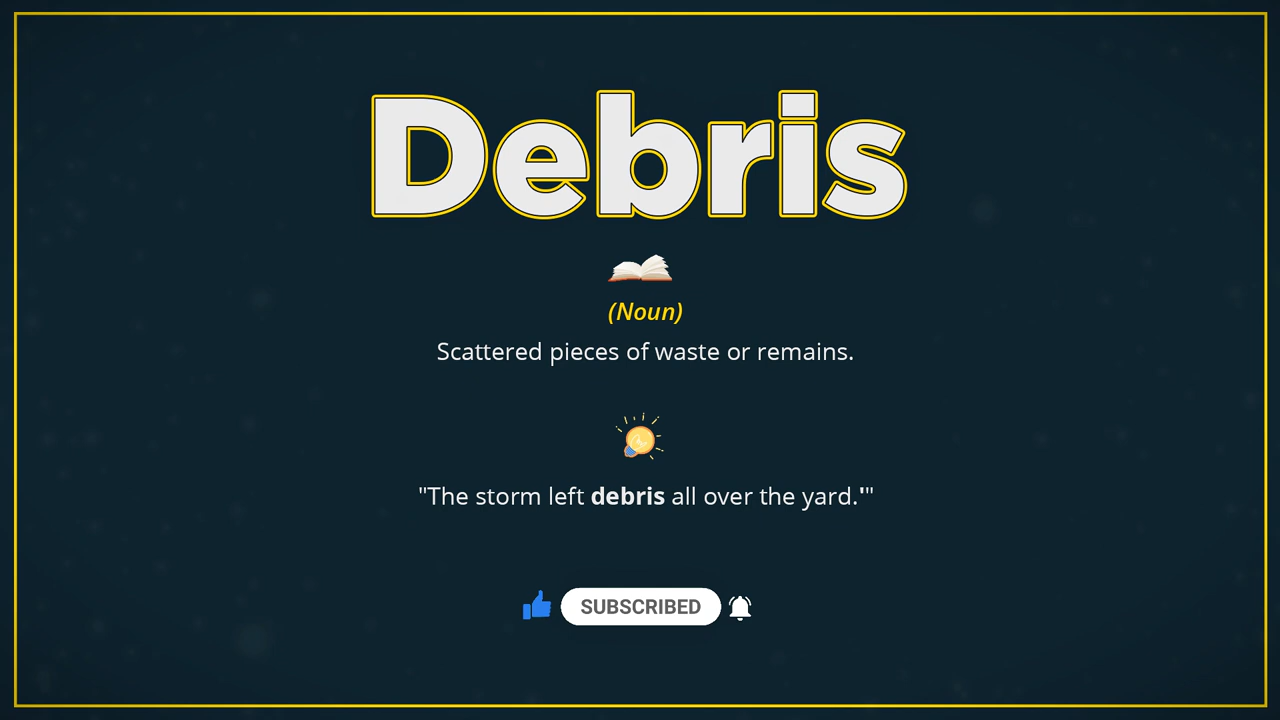 Debris
(Noun)
Scattered pieces of waste or remains.
"The storm left debris all over the yard.'"
SUBSCRIBED